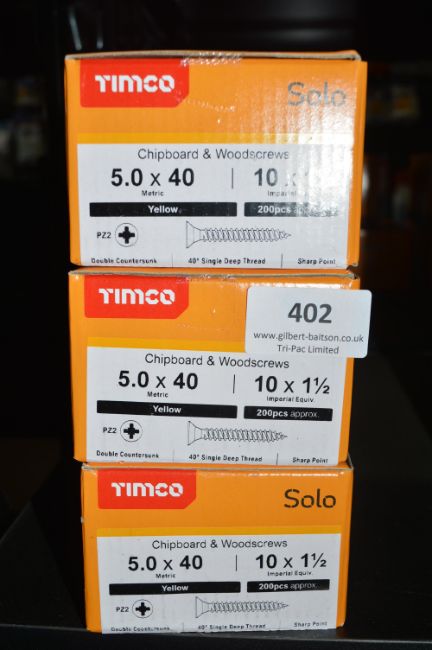 TIMCO Solo
Chipboard & Woodscrews
5.0 x 40 10 x
Metric Imperial
Yellow 200pcs approx.
PZ2
Double Countersunk 40° Single Deep Thread Sharp Point
TIMCO
402
www.gilbert-baitson.co.uk
Tri-Pac Limited
Chipboard & Woodscrews
5.0 x 40 10 x 1½
Metric Imperial Equiv.
Yellow 200pcs approx.
PZ2
Double Countersunk 40° Single Deep Thread Sharp Point
TIMCO Solo
Chipboard & Woodscrews
5.0 x 40 10 x 1½
Metric Imperial Equiv.
Yellow 200pcs approx.
PZ2
Double Countersunk 40° Single Deep Thread Sharp Point